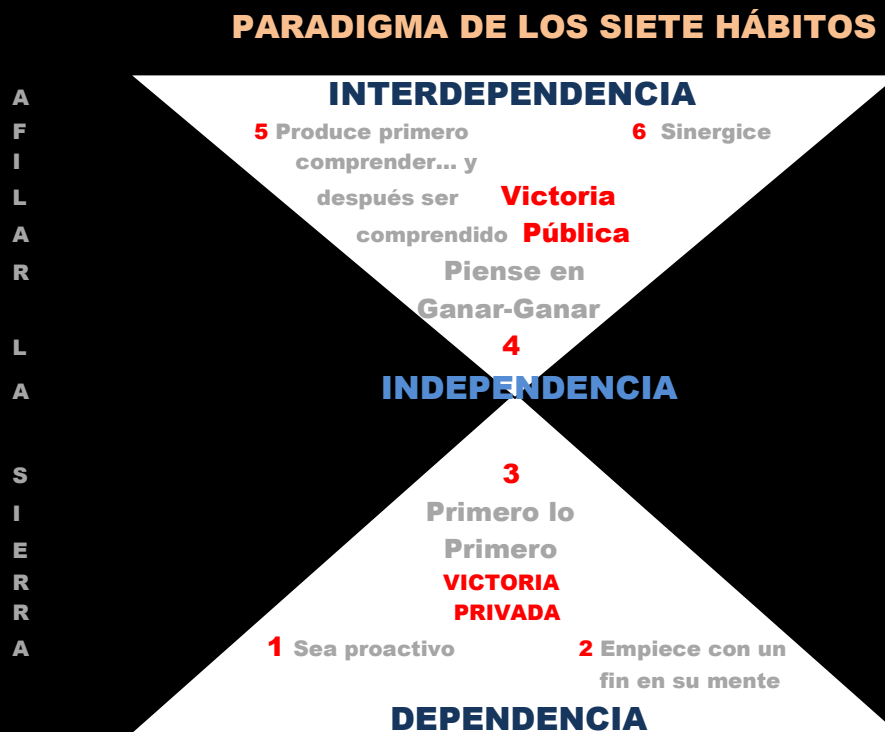 PARADIGMA DE LOS SIETE HÁBITOS
INTERDEPENDENCIA
5 Produce primero
comprender... y
después ser
comprendido
6 Sinergice
Victoria
Pública
Piense en
Ganar-Ganar
4
INDEPENDENCIA
3
Primero lo
Primero
VICTORIA
PRIVADA
1 Sea proactivo
2 Empiece con un
fin en su mente
DEPENDENCIA
A
F
I
L
A
R
L
A
S
I
E
R
R
A